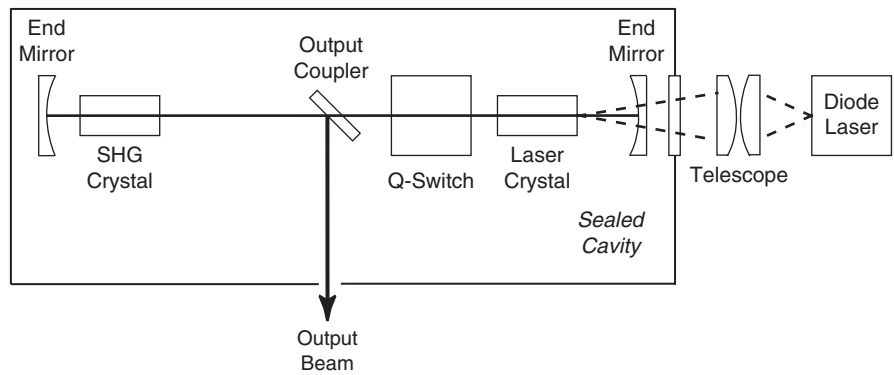 End
Mirror
SHG
Crystal
Output
Coupler
Q-Switch
Laser
Crystal
End
Mirror
Telescope
Diode
Laser
Sealed
Cavity
Output
Beam